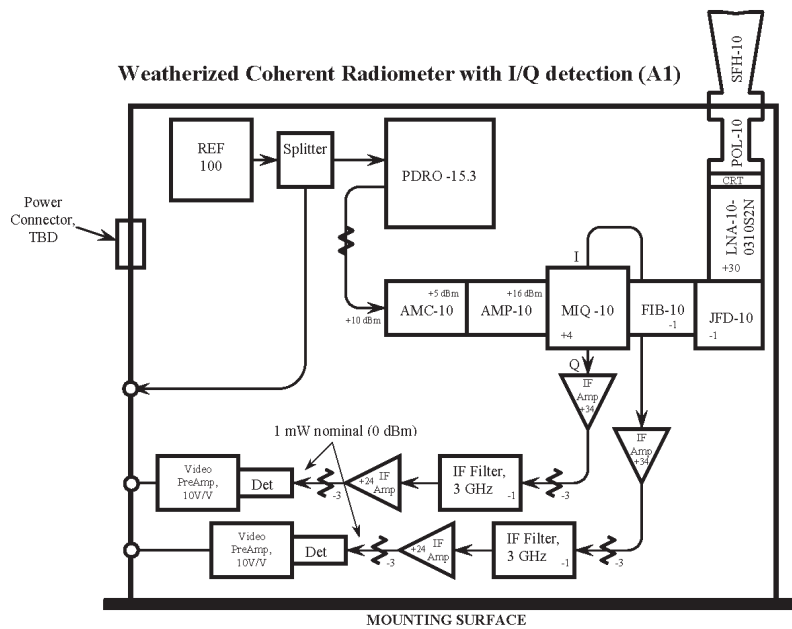 Weatherized Coherent Radiometer with I/Q detection (A1)
SFH-10
POL-10
CRT
LNA-10-
0310S2N
+30
REF
100
Splitter
PDRO -15.3
Power
Connector,
TBD
I
+10 dBm
+5 dBm
AMC-10
+16 dBm
AMP-10
MIQ -10
+4
FIB-10
-1
JFD-10
-1
Q
IF
Amp
+34
IF
Amp
+34
1 mW nominal (0 dBm)
Video
PreAmp,
10V/V
Det
-3
+24 IF
Amp
IF Filter,
3 GHz
-1
-3
Video
PreAmp,
10V/V
Det
-3
+24 IF
Amp
IF Filter,
3 GHz
-1
-3
MOUNTING SURFACE